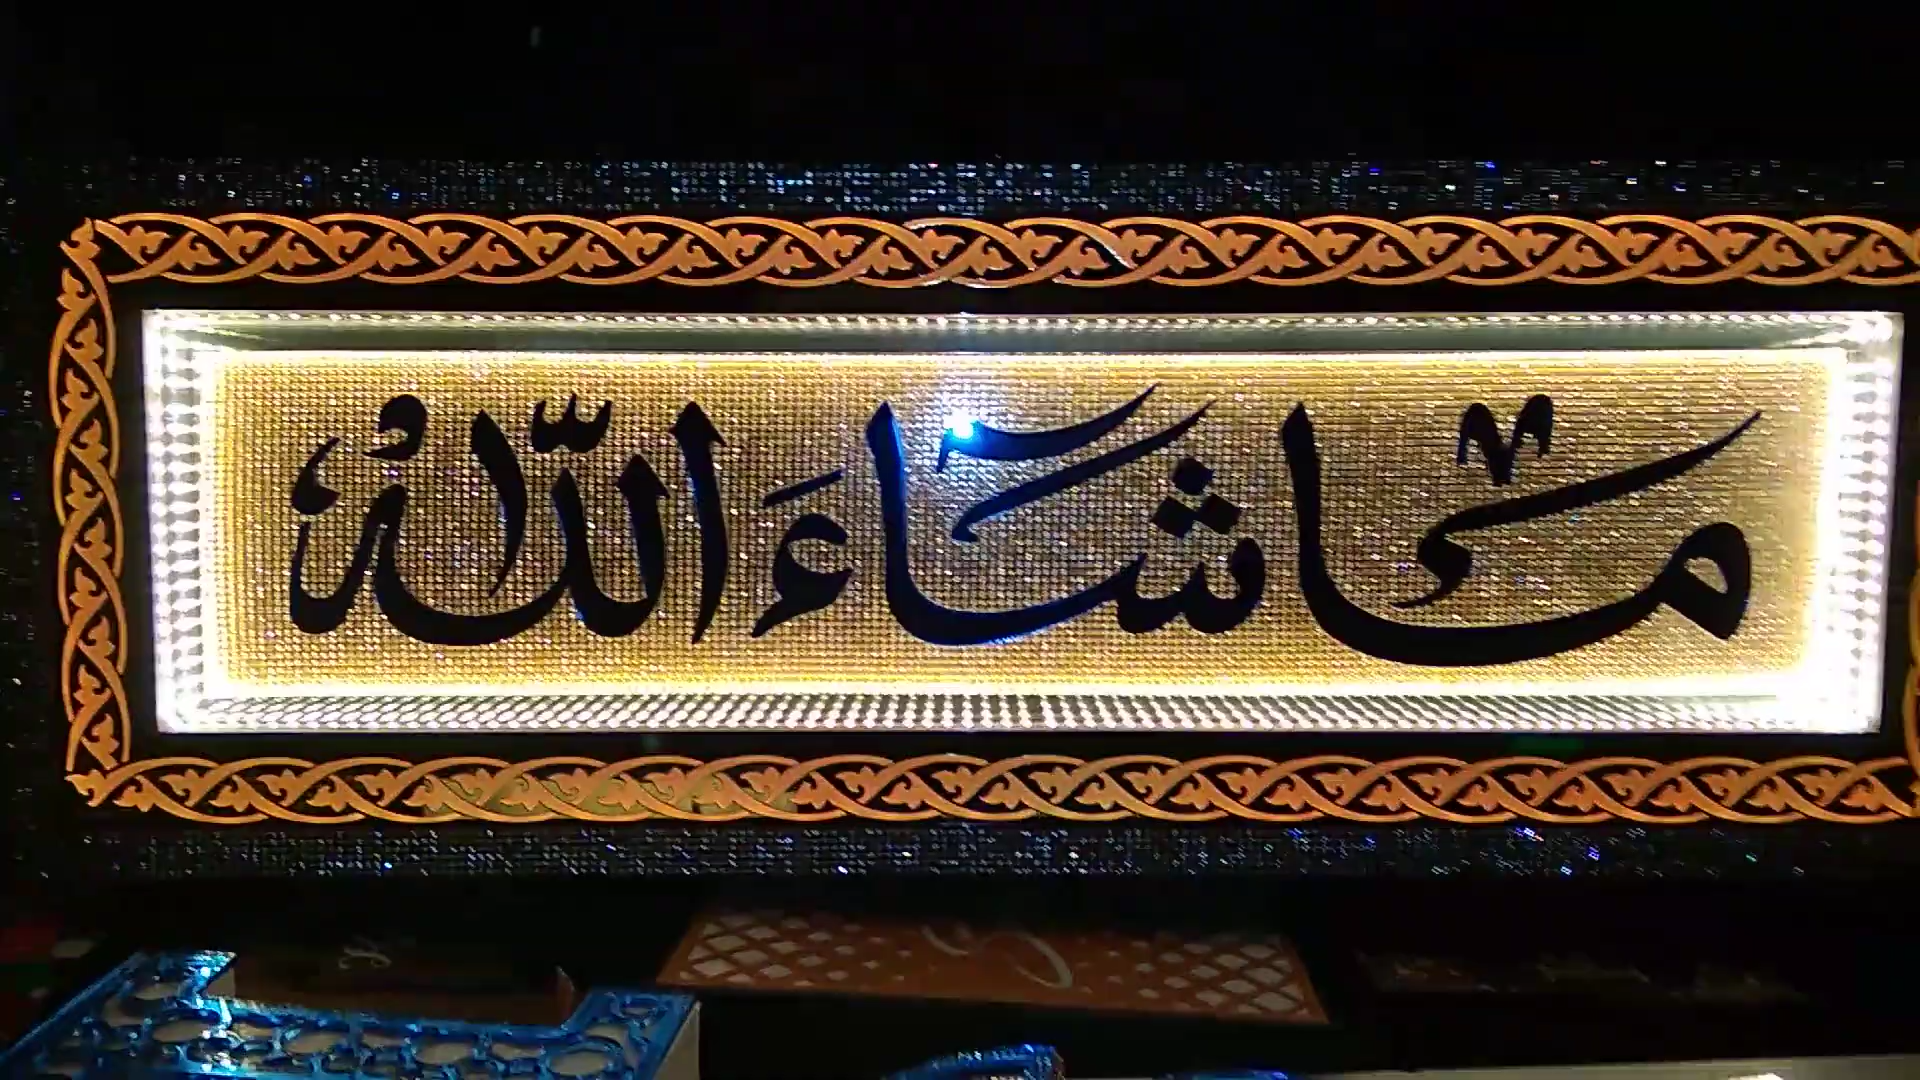 مَا شَاءَ اللّٰهُ